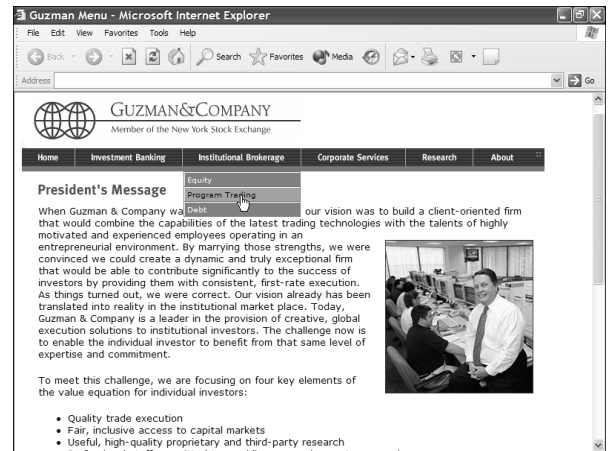 Guzman Menu - Microsoft Internet Explorer
File Edit View Favorites Tools Help
Back Search Favorites Media
Address Go
GUZMAN&COMPANY
Member of the New York Stock Exchange
Home Investment Banking Institutional Brokerage Corporate Services Research About
Equity
Program Trading
Debt
President's Message
When Guzman & Company wa our vision was to build a client-oriented firm
that would combine the capabilities of the latest trading technologies with the talents of highly
motivated and experienced employees operating in an
entrepreneurial environment. By marrying those strengths, we were
convinced we could create a dynamic and truly exceptional firm
that would be able to contribute significantly to the success of
investors by providing them with consistent, first-rate execution.
As things turned out, we were correct. Our vision already has been
translated into reality in the institutional market place. Today,
Guzman & Company is a leader in the provision of creative, global
execution solutions to institutional investors. The challenge now is
to enable the individual investor to benefit from that same level of
expertise and commitment.
To meet this challenge, we are focusing on four key elements of
the value equation for individual investors:
• Quality trade execution
• Fair, inclusive access to capital markets
• Useful, high-quality proprietary and third-party research